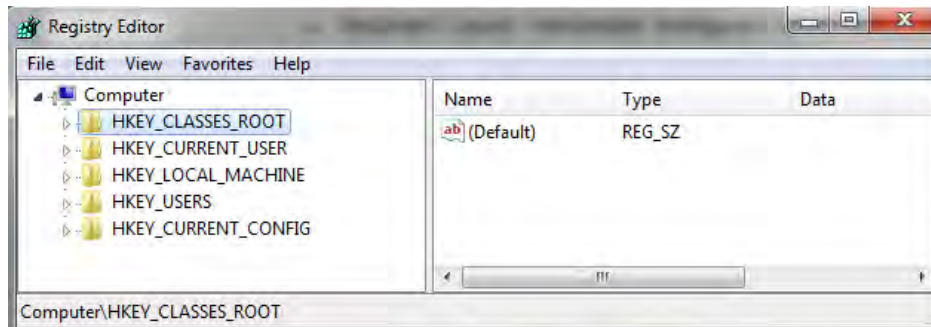 Registry Editor
File Edit View Favorites Help
Computer
HKEY_CLASSES_ROOT
HKEY_CURRENT_USER
HKEY_LOCAL_MACHINE
HKEY_USERS
HKEY_CURRENT_CONFIG
Name Type Data
ab (Default) REG_SZ
Computer\HKEY_CLASSES_ROOT